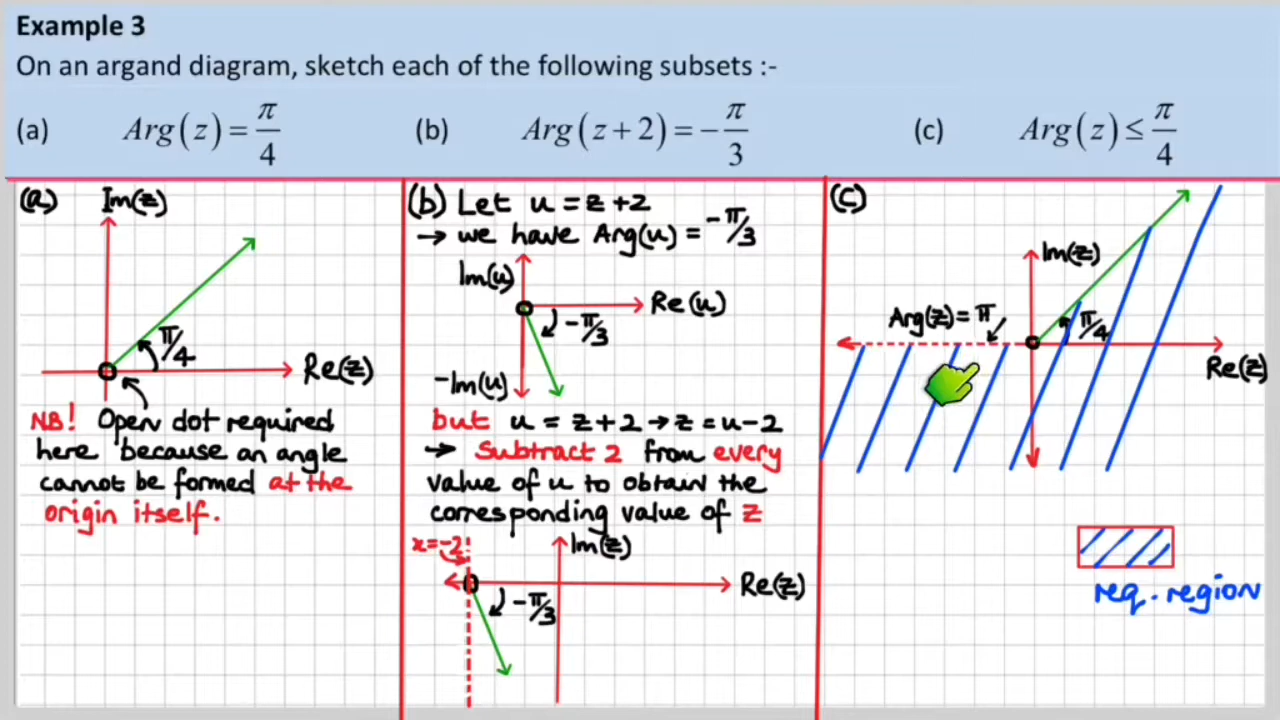 Example 3
On an argand diagram, sketch each of the following subsets :-
(a) Arg(z) = π/4 (b) Arg(z+2) = -π/3 (c) Arg(z) ≤ π/4
(a)
Im(z)
π/4
Re(z)
NB! Open dot required
here because an angle
cannot be formed at the
origin itself.
(b) Let u = z + 2
→ we have Arg(u) = -π/3
Im(u)
Re(u)
-π/3
-Im(u)
but u = z + 2 → z = u - 2
→ Subtract 2 from every
value of u to obtain the
corresponding value of z
x = -2
Im(z)
Re(z)
-π/3
(c)
Im(z)
Arg(z) = π
π/4
Re(z)
req. region